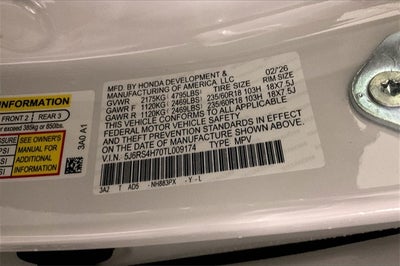 MFD. BY HONDA DEVELOPMENT & 02/26
MANUFACTURING OF AMERICA, LLC TIRE SIZE RIM SIZE
GVWR 2175KG( 4795LBS)
GAWR F 1120KG( 2469LBS) 235/60R18 103H 18X7.5J
GAWR R 1120KG( 2469LBS) 235/60R18 103H 18X7.5J
THIS VEHICLE CONFORMS TO ALL APPLICABLE
FEDERAL MOTOR VEHICLE SAFETY
AND THEFT PREVENTION STANDARDS IN EFFECT
ON THE DATE OF MANUFACTURE SHOWN ABOVE.
V.I.N: 5J6RS4H70TL009174 TYPE MPV
3A2 T AD5 -NH883PX -Y -L
INFORMATION
FRONT 2 REAR 3
exceed 385kg or 850lbs.
SEE OWNER'S
MANUAL FOR
ADDITIONAL
INFORMATION
PSI
PSI
3A0 A1